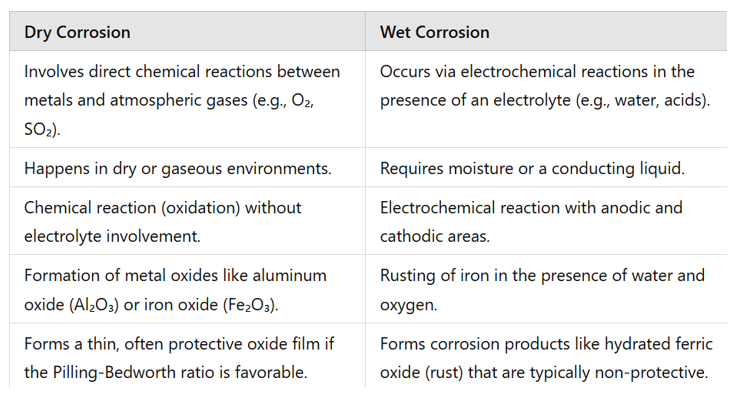 Dry Corrosion
Wet Corrosion
Involves direct chemical reactions between
metals and atmospheric gases (e.g., O₂,
SO₂).
Occurs via electrochemical reactions in the
presence of an electrolyte (e.g., water, acids).
Happens in dry or gaseous environments.
Requires moisture or a conducting liquid.
Chemical reaction (oxidation) without
electrolyte involvement.
Electrochemical reaction with anodic and
cathodic areas.
Formation of metal oxides like aluminum
oxide (Al₂O₃) or iron oxide (Fe₂O₃).
Rusting of iron in the presence of water and
oxygen.
Forms a thin, often protective oxide film if
the Pilling-Bedworth ratio is favorable.
Forms corrosion products like hydrated ferric
oxide (rust) that are typically non-protective.